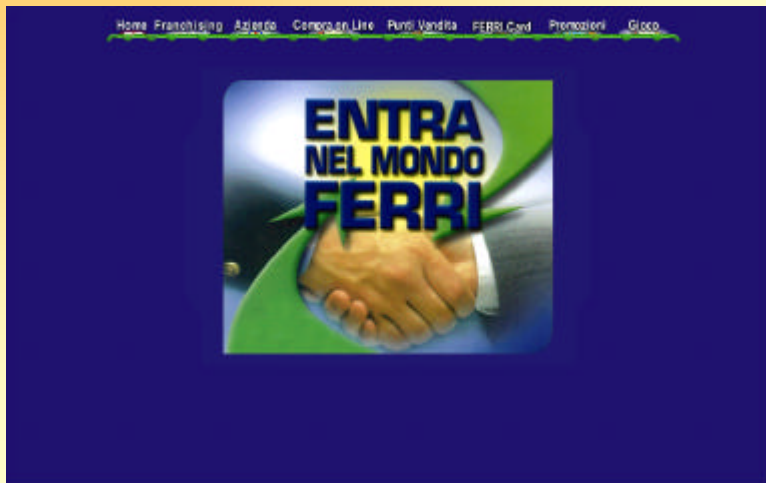 Home Franchising Azienda Compra on Line Punti Vendita FERRI Card Promozioni Gioco
ENTRA
NEL MONDO
FERRI